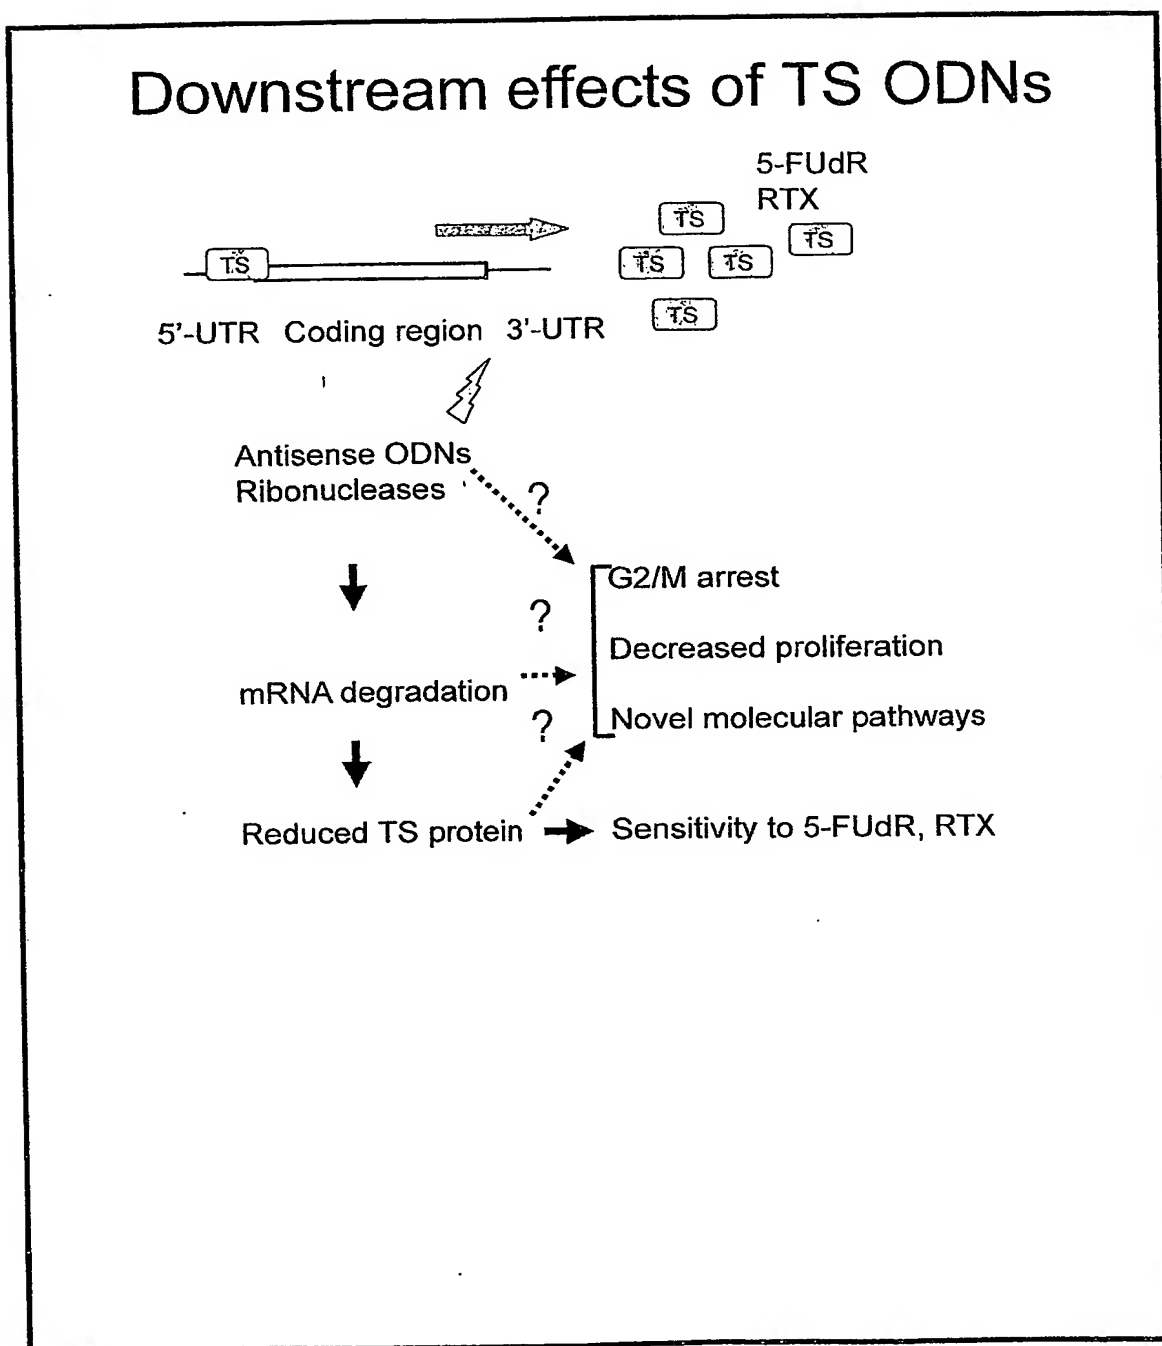 Downstream effects of TS ODNs
5-FUdR
RTX
TS
TS
TS
TS
TS
TS
5'-UTR Coding region 3'-UTR
Antisense ODNs
Ribonucleases
?
G2/M arrest
?
Decreased proliferation
mRNA degradation
?
Novel molecular pathways
Reduced TS protein
Sensitivity to 5-FUdR, RTX